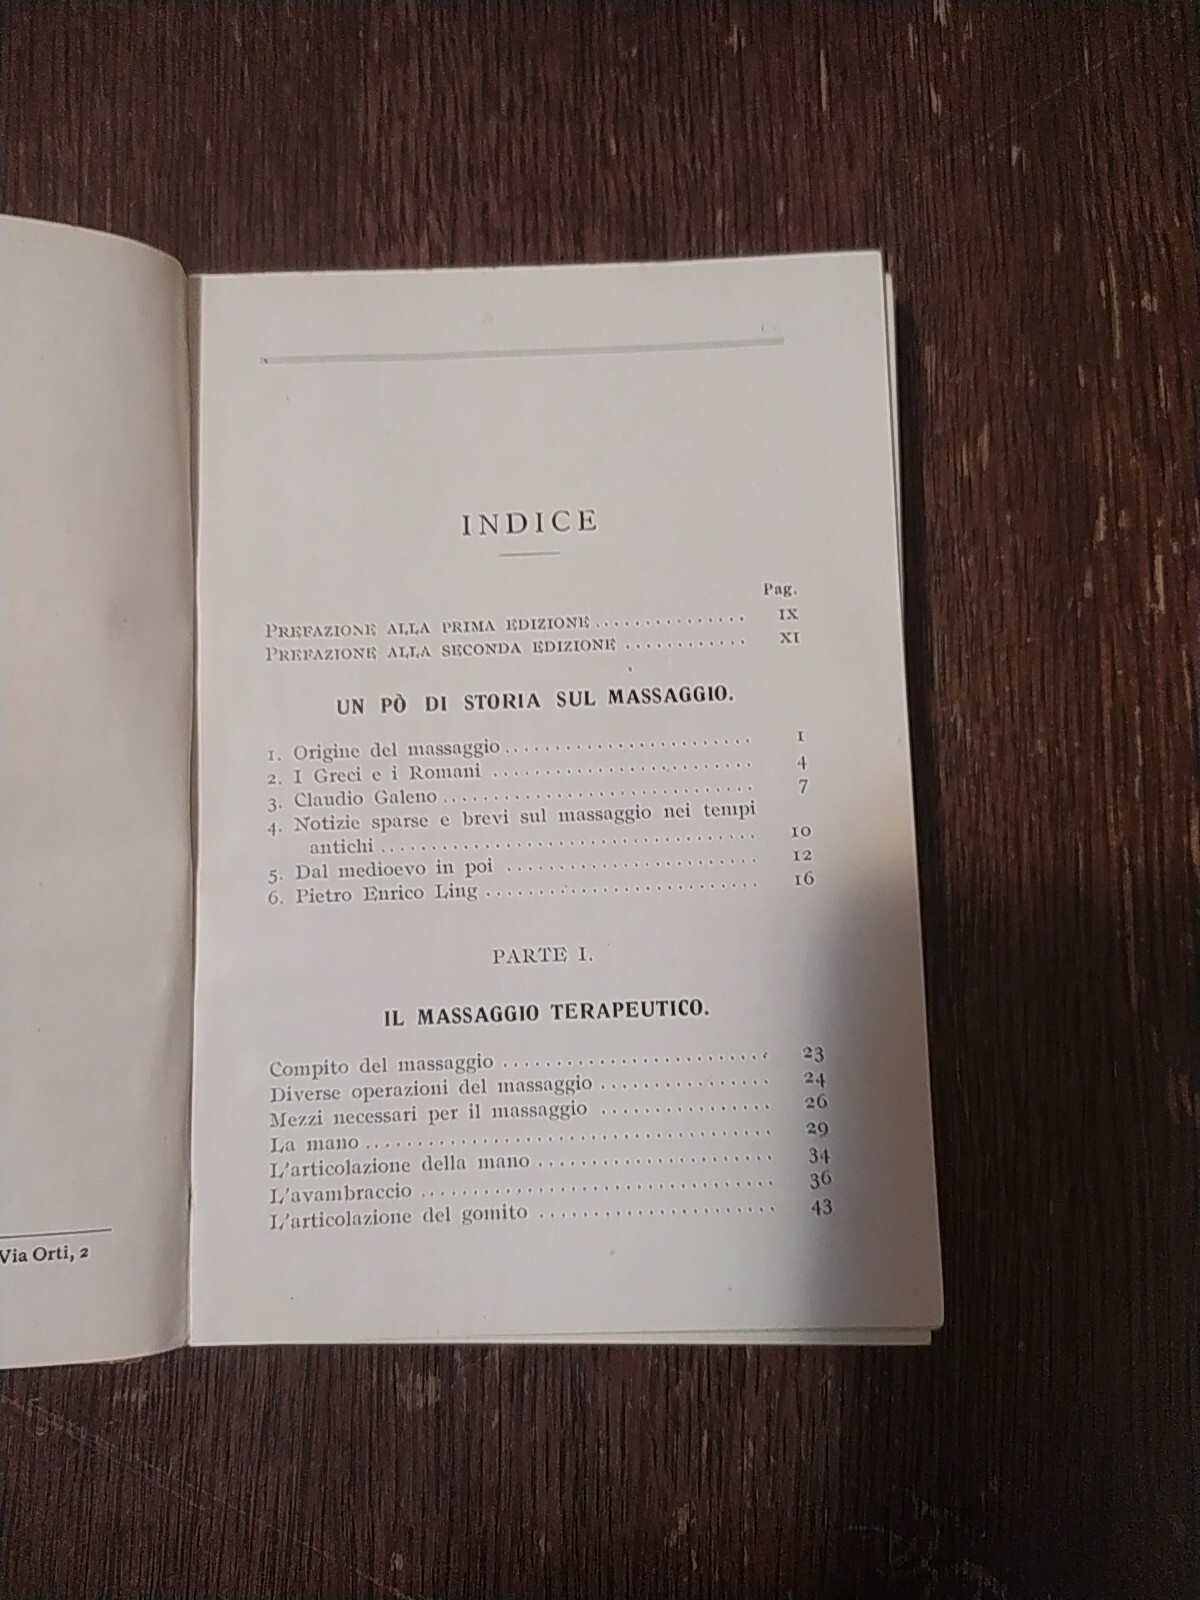 Via Orti, 2
INDICE
Pag.
PREFAZIONE ALLA PRIMA EDIZIONE ............... IX
PREFAZIONE ALLA SECONDA EDIZIONE ............ XI
UN PÒ DI STORIA SUL MASSAGGIO.
1. Origine del massaggio ........................ 1
2. I Greci e i Romani .......................... 4
3. Claudio Galeno .............................. 7
4. Notizie sparse e brevi sul massaggio nei tempi
antichi .................................... 10
5. Dal medioevo in poi ......................... 12
6. Pietro Enrico Ling ........................... 16
PARTE I.
IL MASSAGGIO TERAPEUTICO.
Compito del massaggio ......................... 23
Diverse operazioni del massaggio ................ 24
Mezzi necessari per il massaggio ................ 26
La mano ...................................... 29
L'articolazione della mano ...................... 34
L'avambraccio ................................. 36
L'articolazione del gomito ...................... 43